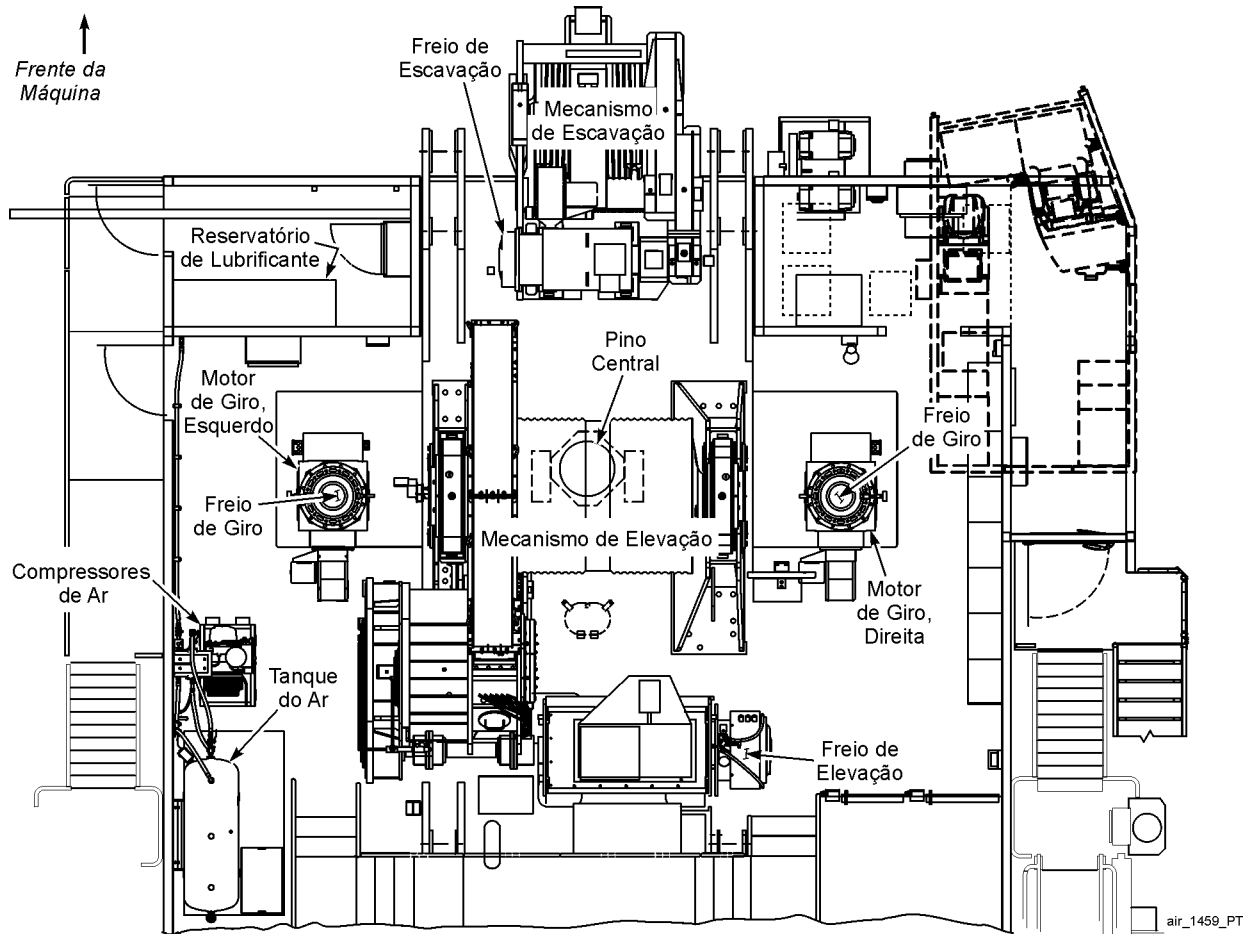 Frente da
Máquina
Freio de
Escavação
Mecanismo
de Escavação
Reservatório
de Lubrificante
Pino
Central
Motor
de Giro,
Esquerdo
Freio
de Giro
Freio
de Giro
Mecanismo de Elevação
Compressores
de Ar
Motor
de Giro,
Direita
Tanque
do Ar
Freio de
Elevação
air_1459_PT